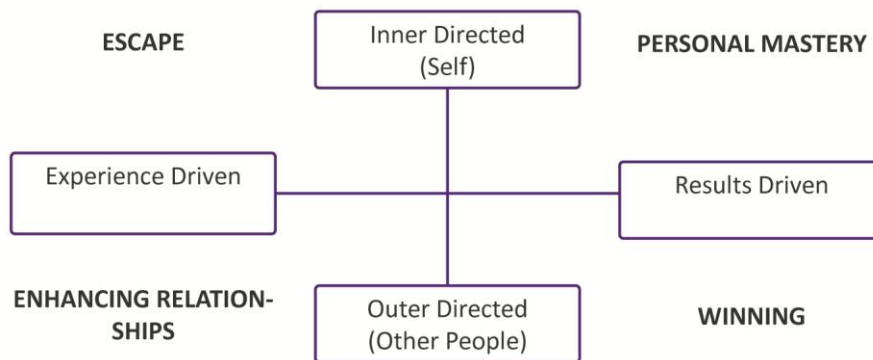 ESCAPE
Inner Directed
(Self)
PERSONAL MASTERY
Experience Driven
Results Driven
ENHANCING RELATION-
SHIPS
Outer Directed
(Other People)
WINNING